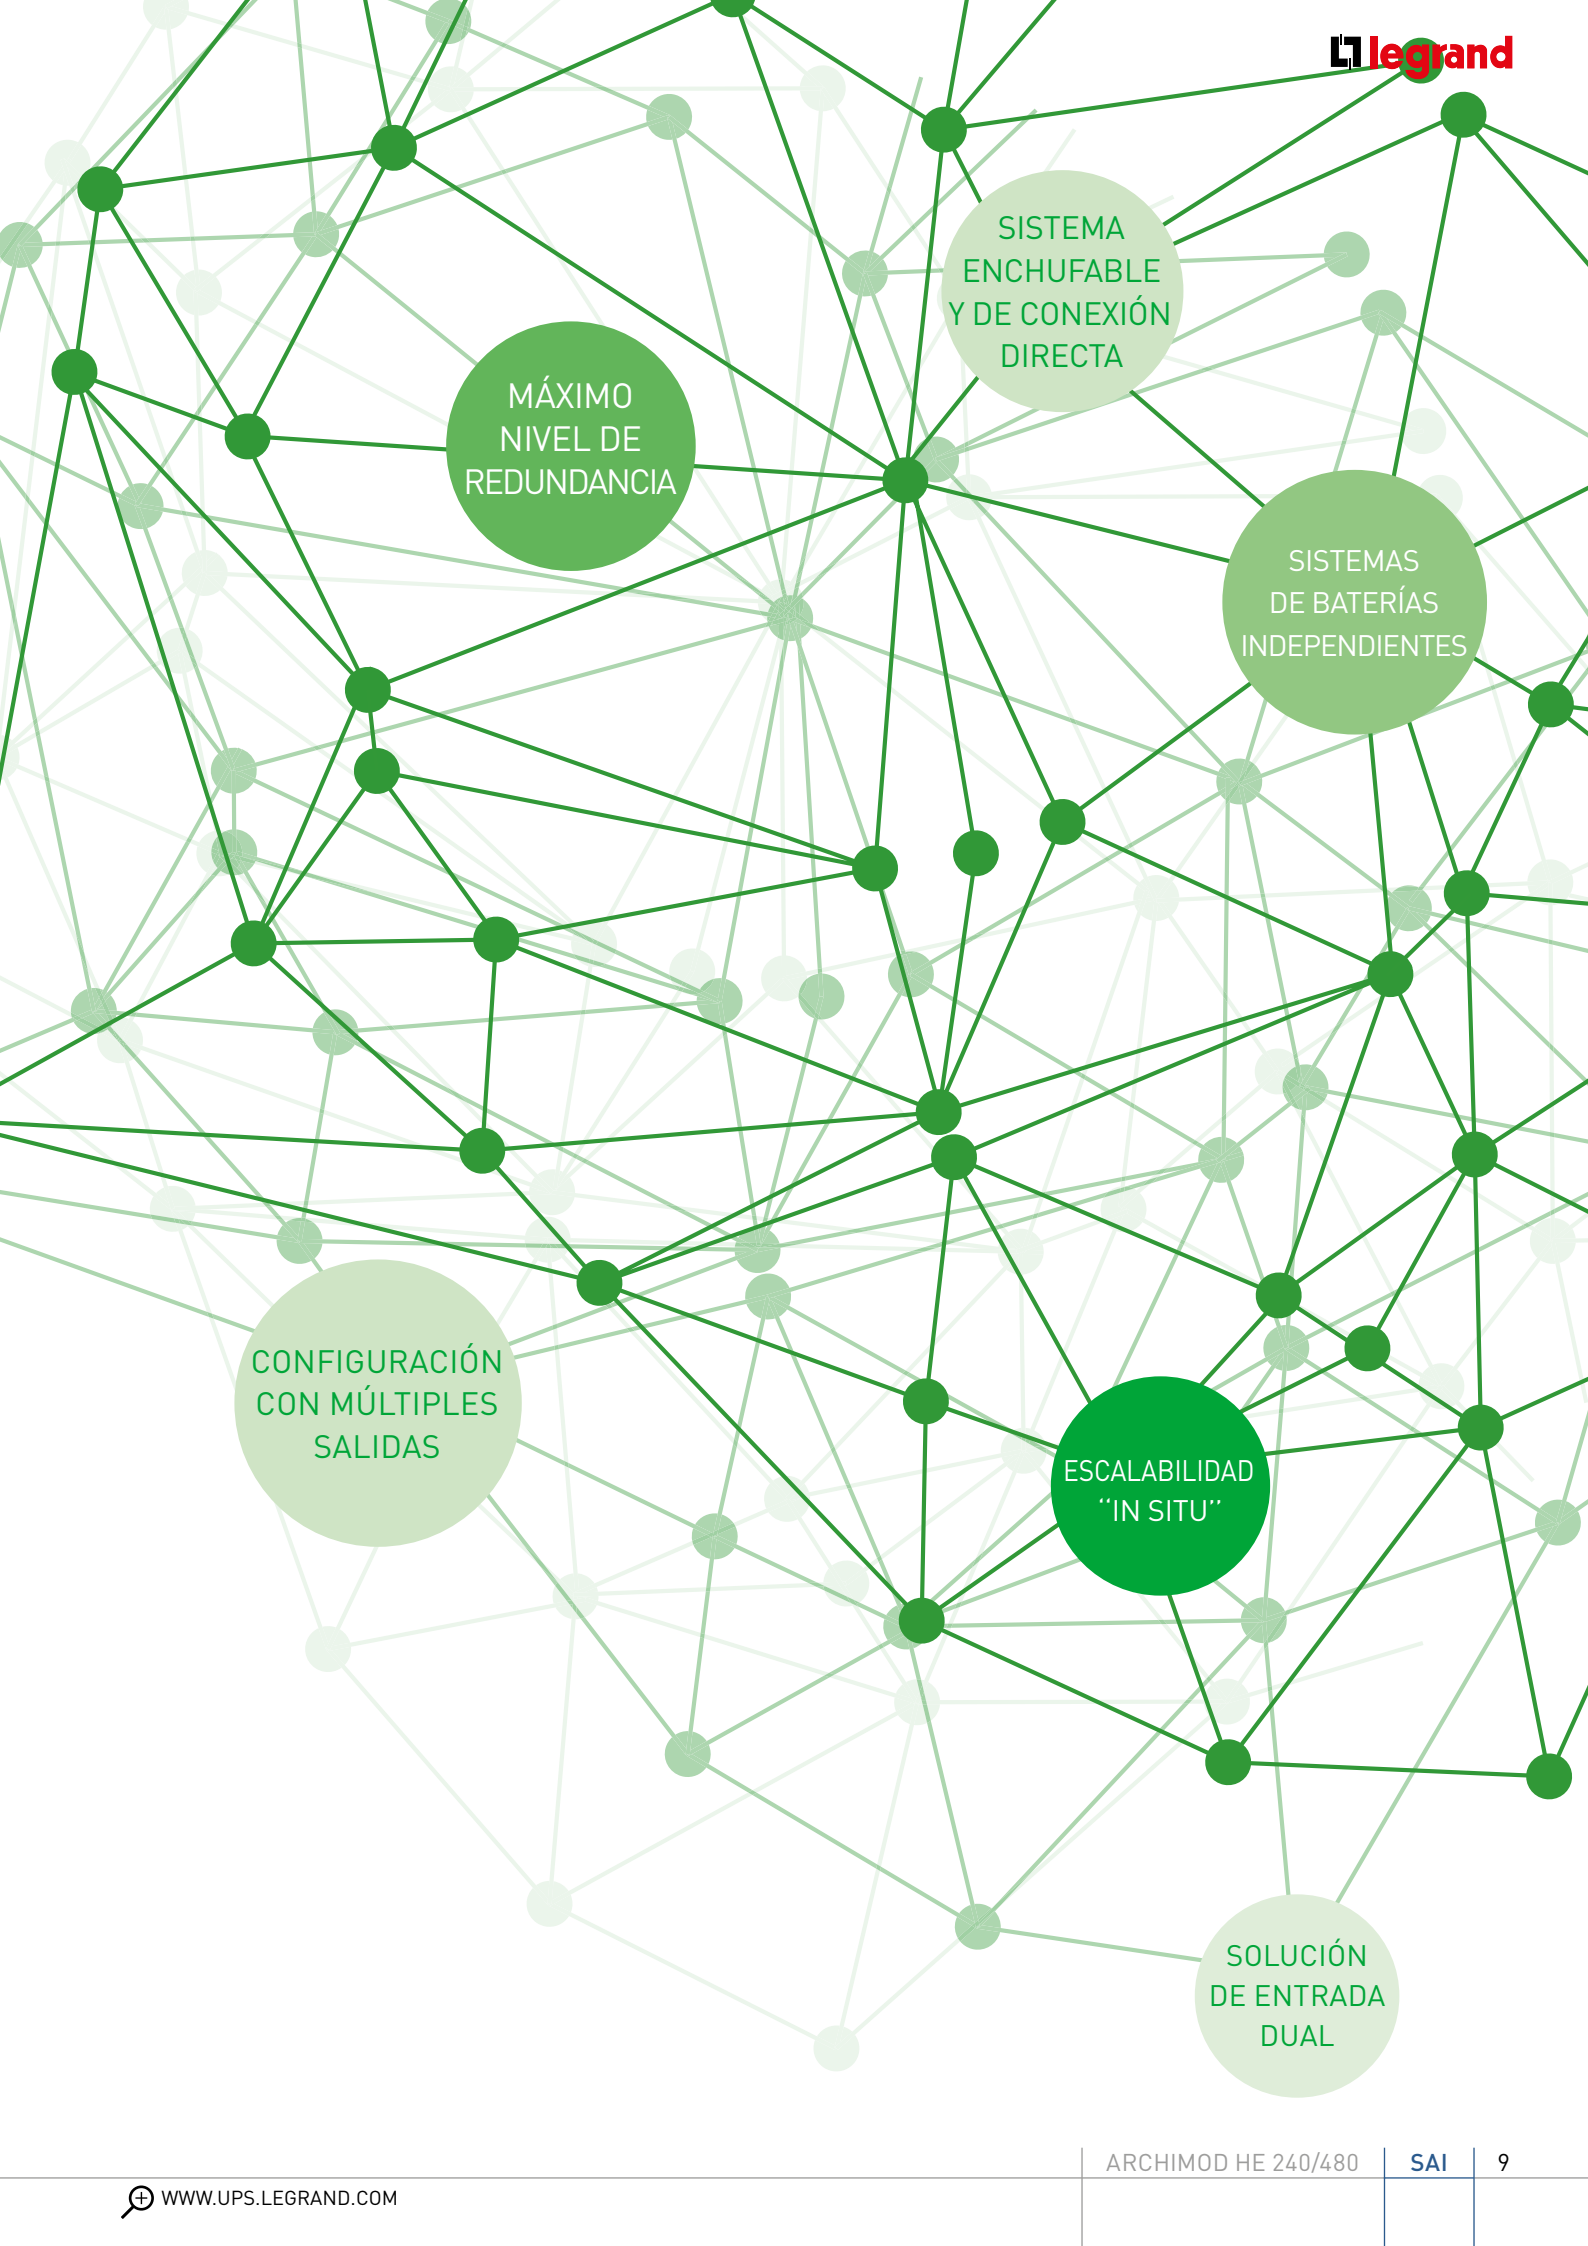 legrand
SISTEMA
ENCHUFABLE
Y DE CONEXIÓN
DIRECTA
MÁXIMO
NIVEL DE
REDUNDANCIA
SISTEMAS
DE BATERÍAS
INDEPENDIENTES
CONFIGURACIÓN
CON MÚLTIPLES
SALIDAS
ESCALABILIDAD
‘‘IN SITU’’
SOLUCIÓN
DE ENTRADA
DUAL
ARCHIMOD HE 240/480 SAI 9
WWW.UPS.LEGRAND.COM